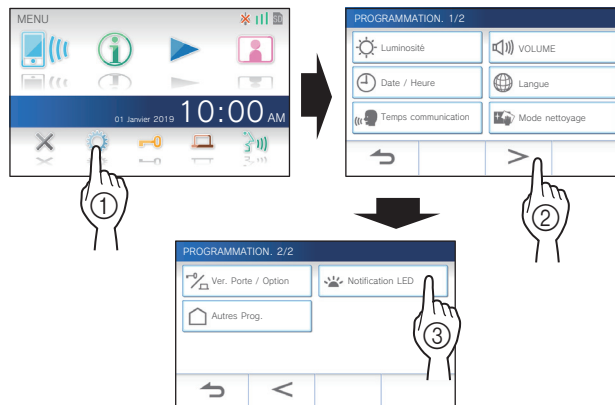 MENU
SD
01 Janvier 2019 10:00 AM
①
PROGRAMMATION. 1/2
Luminosité
VOLUME
Date / Heure
Langue
Temps communication
Mode nettoyage
>
②
PROGRAMMATION. 2/2
Ver. Porte / Option
Notification LED
Autres Prog.
<
③